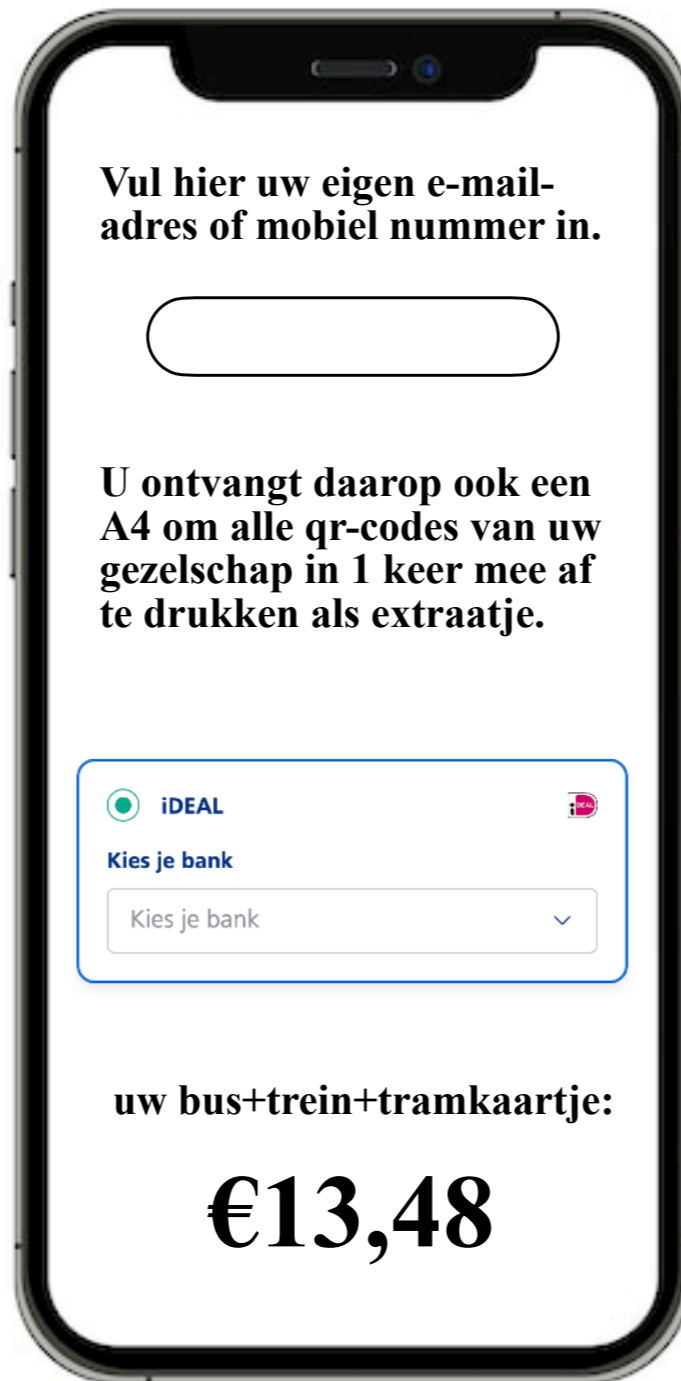 Vul hier uw eigen e-mail-
adres of mobiel nummer in.
U ontvangt daarop ook een
A4 om alle qr-codes van uw
gezelschap in 1 keer mee af
te drukken als extraatje.
iDEAL iDEAL
Kies je bank
Kies je bank
uw bus+trein+tramkaartje:
€13,48